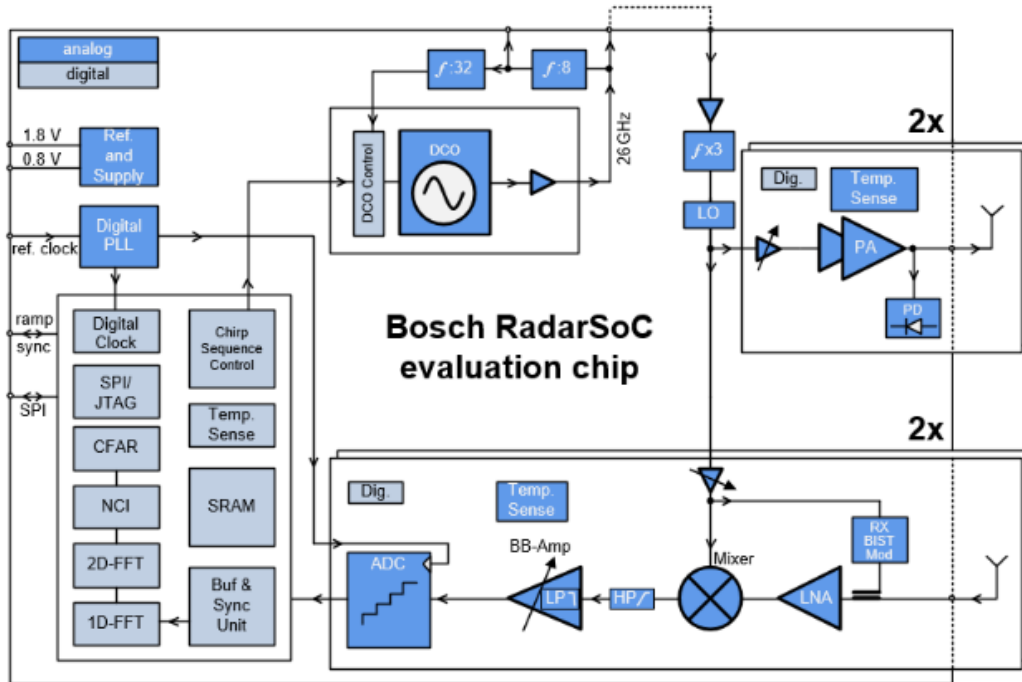 analog
digital
1.8 V
0.8 V
Ref.
and
Supply
ref. clock
Digital
PLL
ramp
sync
SPI
Digital
Clock
SPI/
JTAG
CFAR
NCI
2D-FFT
1D-FFT
Chirp
Sequence
Control
Temp.
Sense
SRAM
Buf &
Sync
Unit
f:32
f:8
DCO Control
DCO
26 GHz
f x3
LO
Bosch RadarSoC
evaluation chip
2x
Dig.
Temp.
Sense
PA
PD
2x
Dig.
Temp.
Sense
ADC
BB-Amp
LP
HP
Mixer
LNA
RX
BIST
Mod